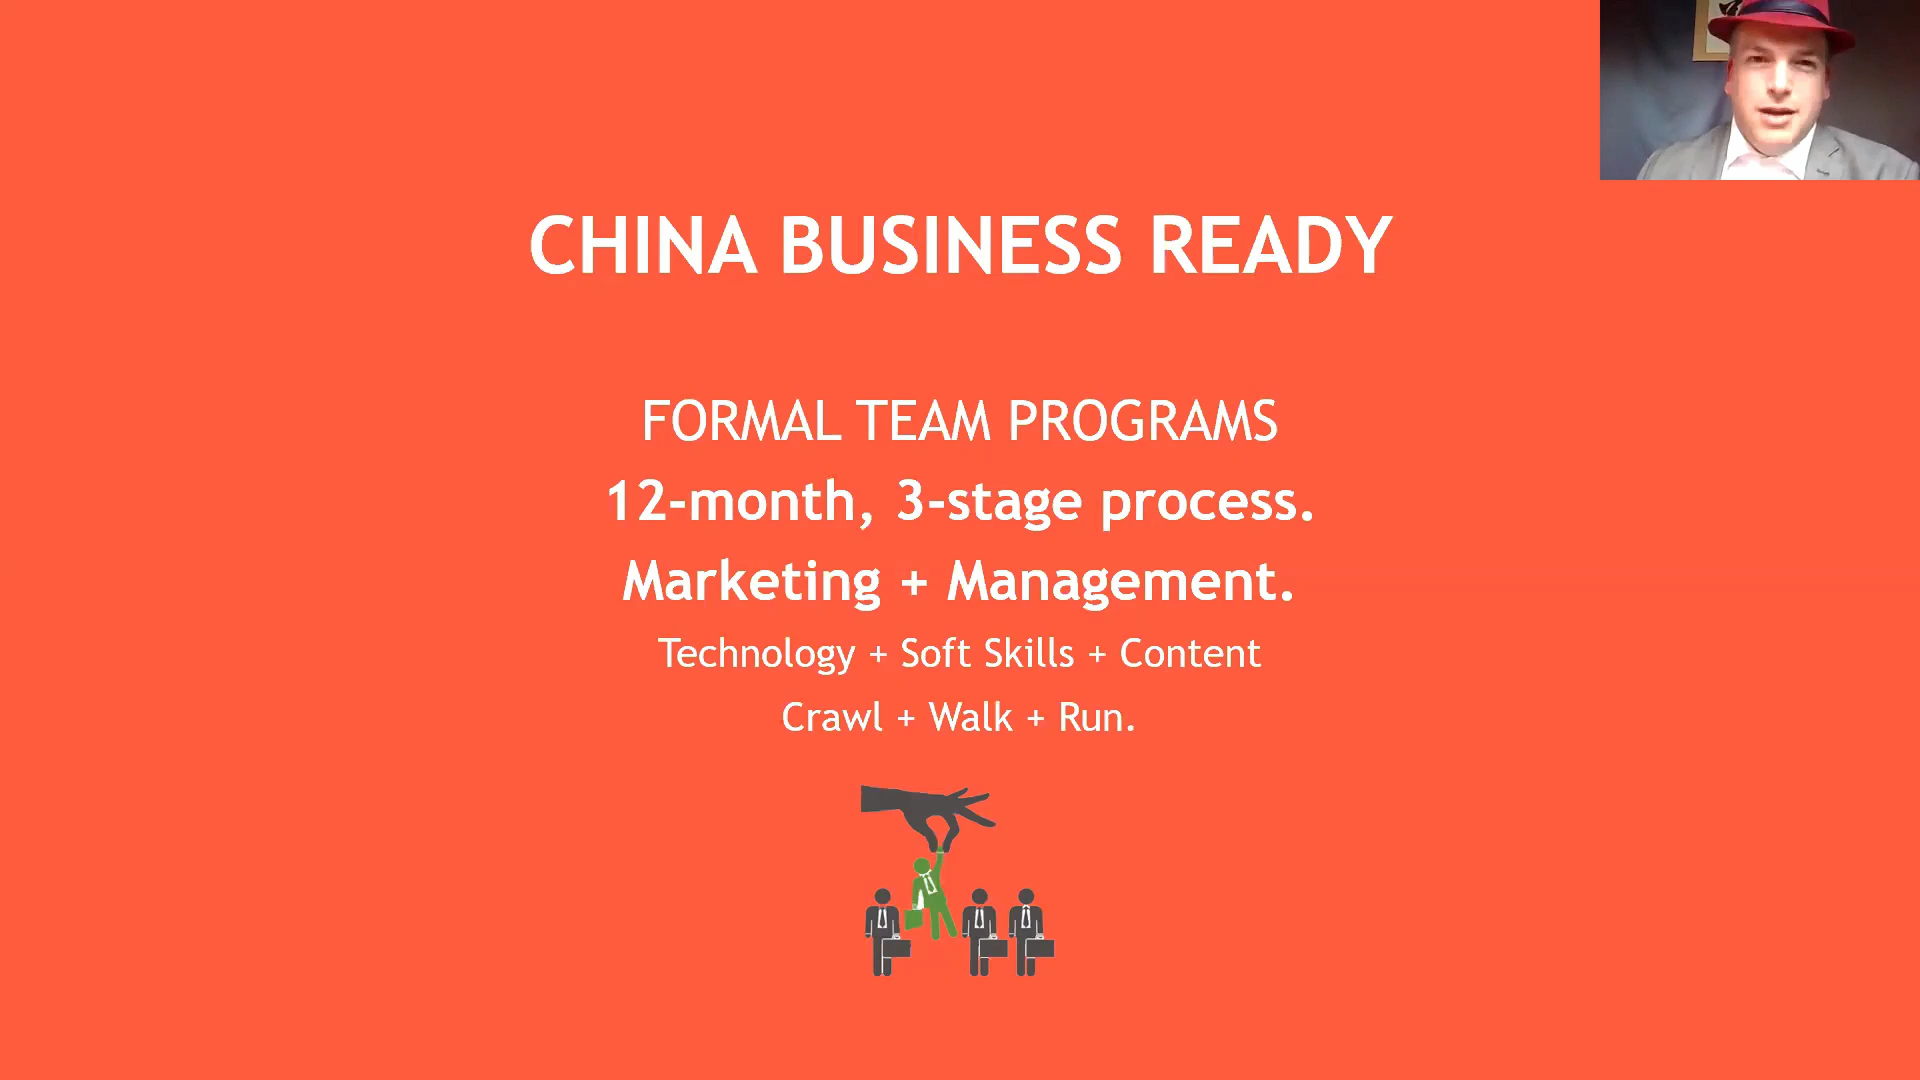 CHINA BUSINESS READY
FORMAL TEAM PROGRAMS
12-month, 3-stage process.
Marketing + Management.
Technology + Soft Skills + Content
Crawl + Walk + Run.